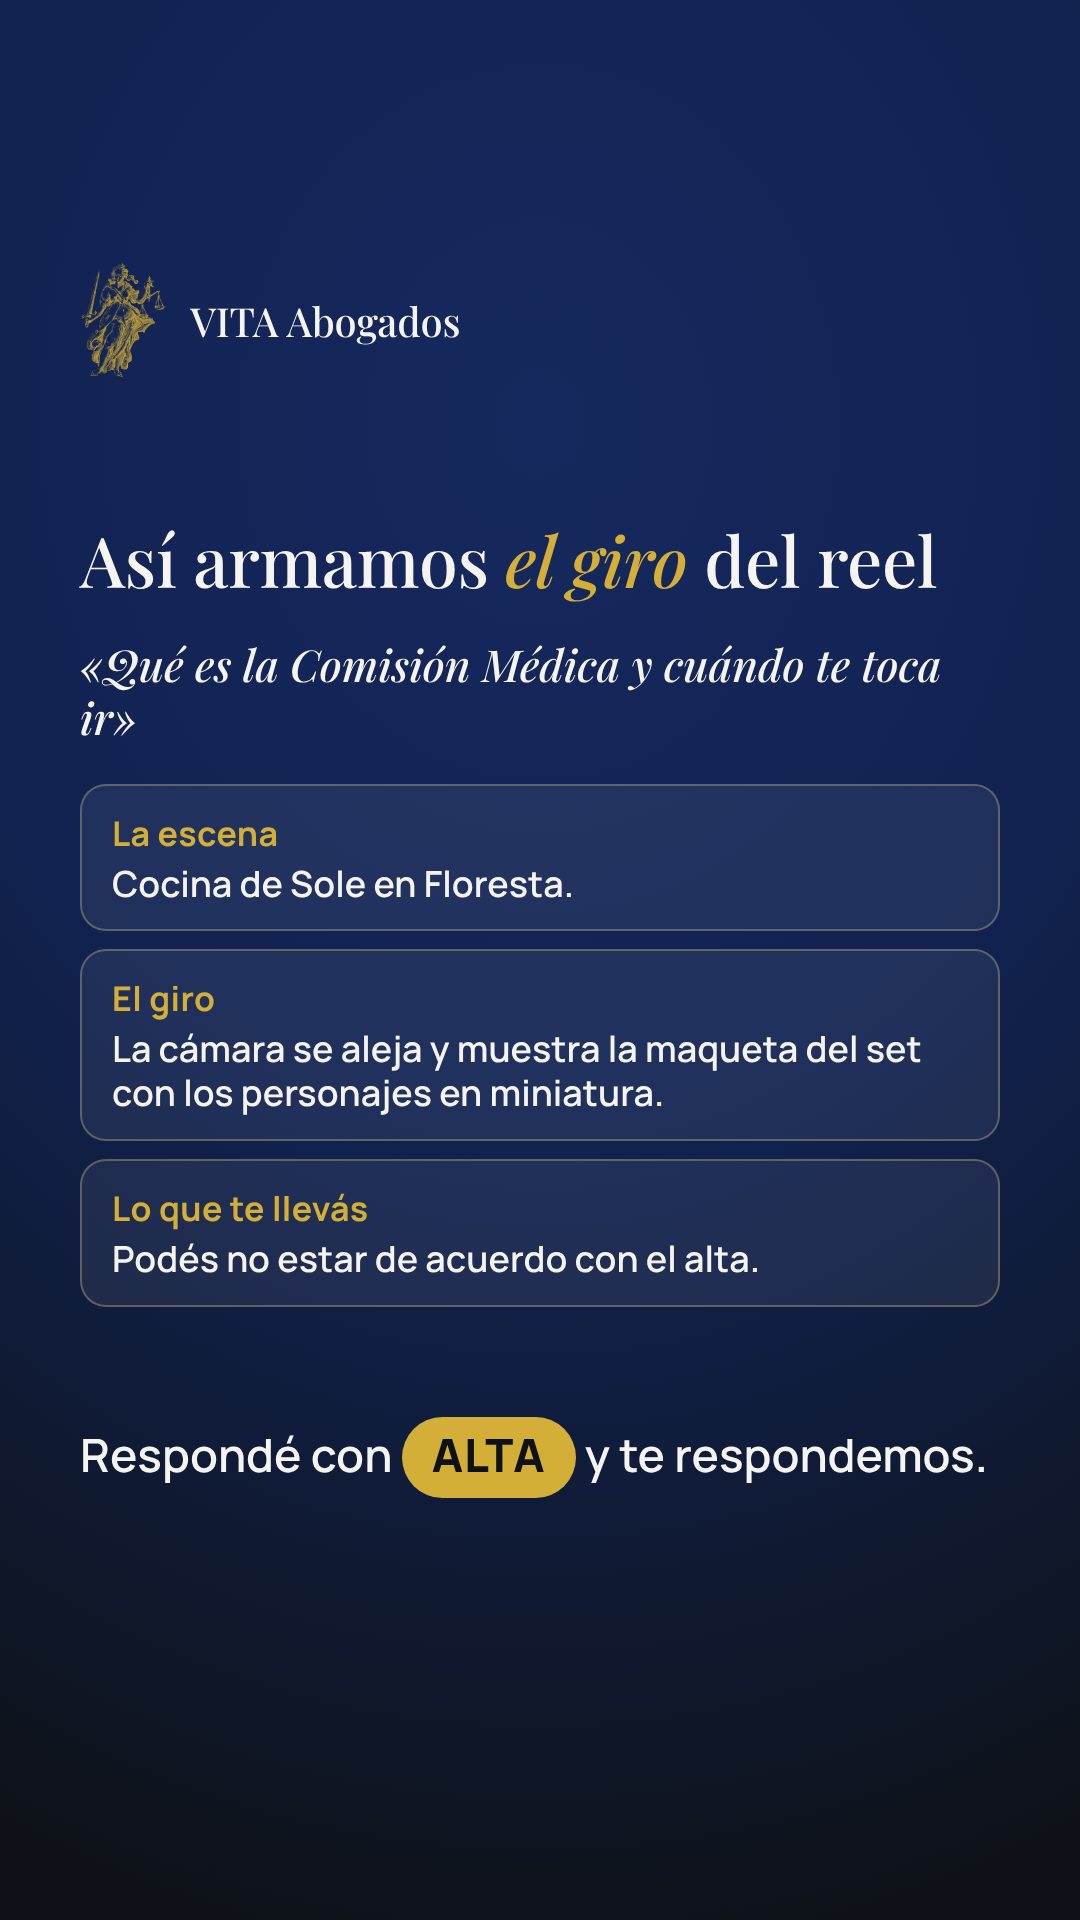 VITA Abogados
Así armamos el giro del reel
«Qué es la Comisión Médica y cuándo te toca
ir»
La escena
Cocina de Sole en Floresta.
El giro
La cámara se aleja y muestra la maqueta del set
con los personajes en miniatura.
Lo que te llevás
Podés no estar de acuerdo con el alta.
Respondé con ALTA y te respondemos.